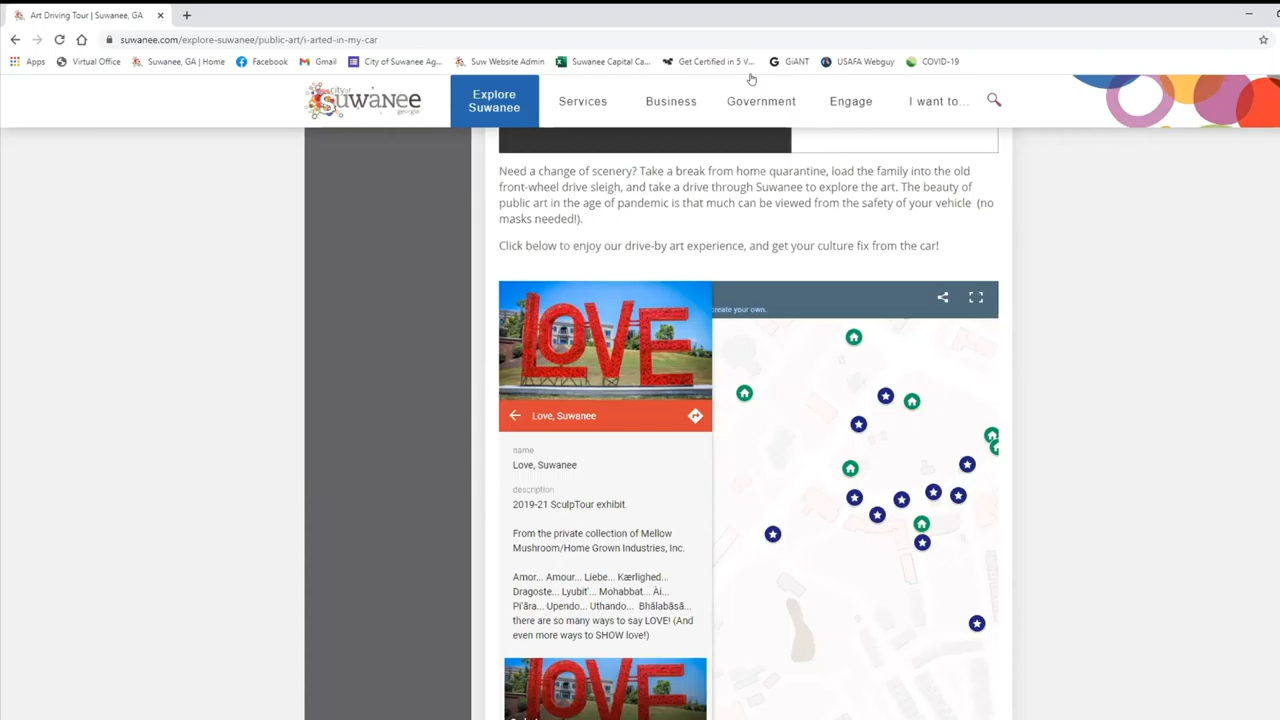 Art Driving Tour | Suwanee, GA
suwanee.com/explore-suwanee/public-art/i-arted-in-my-car
Apps Virtual Office Suwanee, GA | Home Facebook Gmail City of Suwanee Ag... Suw Website Admin Suwanee Capital Ca... Get Certified in 5 V... GiANT USAFA Webguy COVID-19
city of
suwanee
georgia
Explore
Suwanee
Services Business Government Engage I want to...
Need a change of scenery? Take a break from home quarantine, load the family into the old
front-wheel drive sleigh, and take a drive through Suwanee to explore the art. The beauty of
public art in the age of pandemic is that much can be viewed from the safety of your vehicle (no
masks needed!).
Click below to enjoy our drive-by art experience, and get your culture fix from the car!
LOVE
create your own.
Love, Suwanee
name
Love, Suwanee
description
2019-21 SculpTour exhibit.
From the private collection of Mellow
Mushroom/Home Grown Industries, Inc.
Amor... Amour... Liebe... Kærlighed...
Dragoste... Lyubit'... Mohabbat... Ài...
Pi'āra... Upendo... Uthando... Bhālabāsā...
there are so many ways to say LOVE! (And
even more ways to SHOW love!)
LOVE